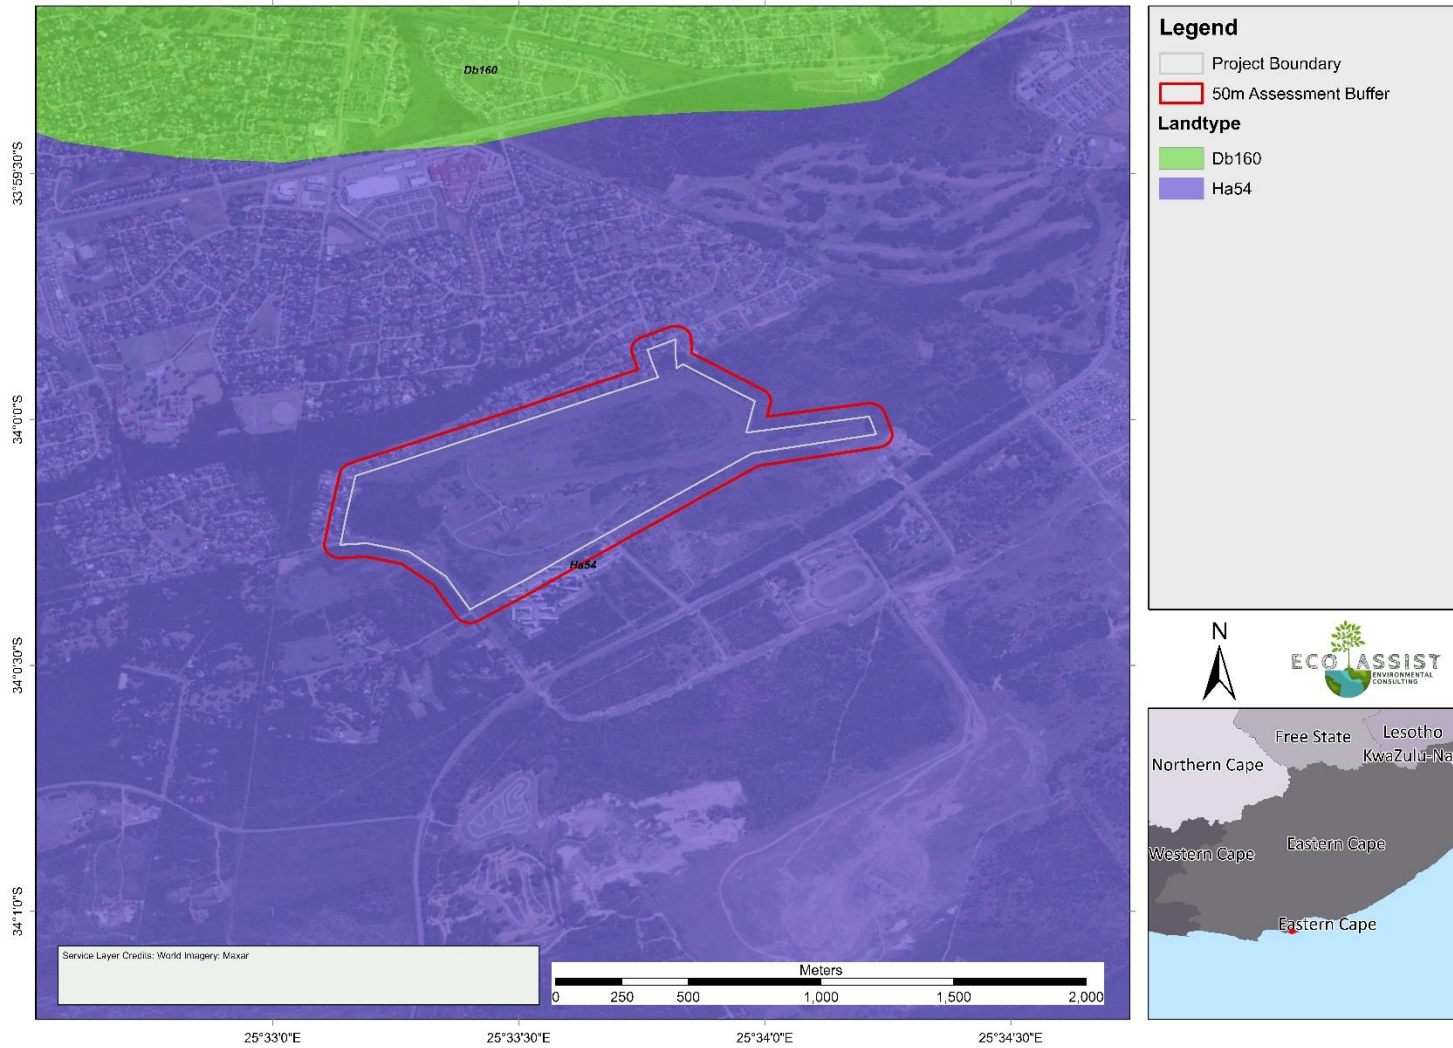 Legend
Project Boundary
50m Assessment Buffer
Landtype
Db160
Ha54
Db160
Ha54
33°59'30"S
34°0'0"S
34°0'30"S
34°1'0"S
25°33'0"E
25°33'30"E
25°34'0"E
25°34'30"E
Service Layer Credits: World Imagery: Maxar
Meters
0 250 500 1,000 1,500 2,000
N
ECO ASSIST
ENVIRONMENTAL
CONSULTING
Free State
Lesotho
Northern Cape
KwaZulu-Na
Western Cape
Eastern Cape
Eastern Cape